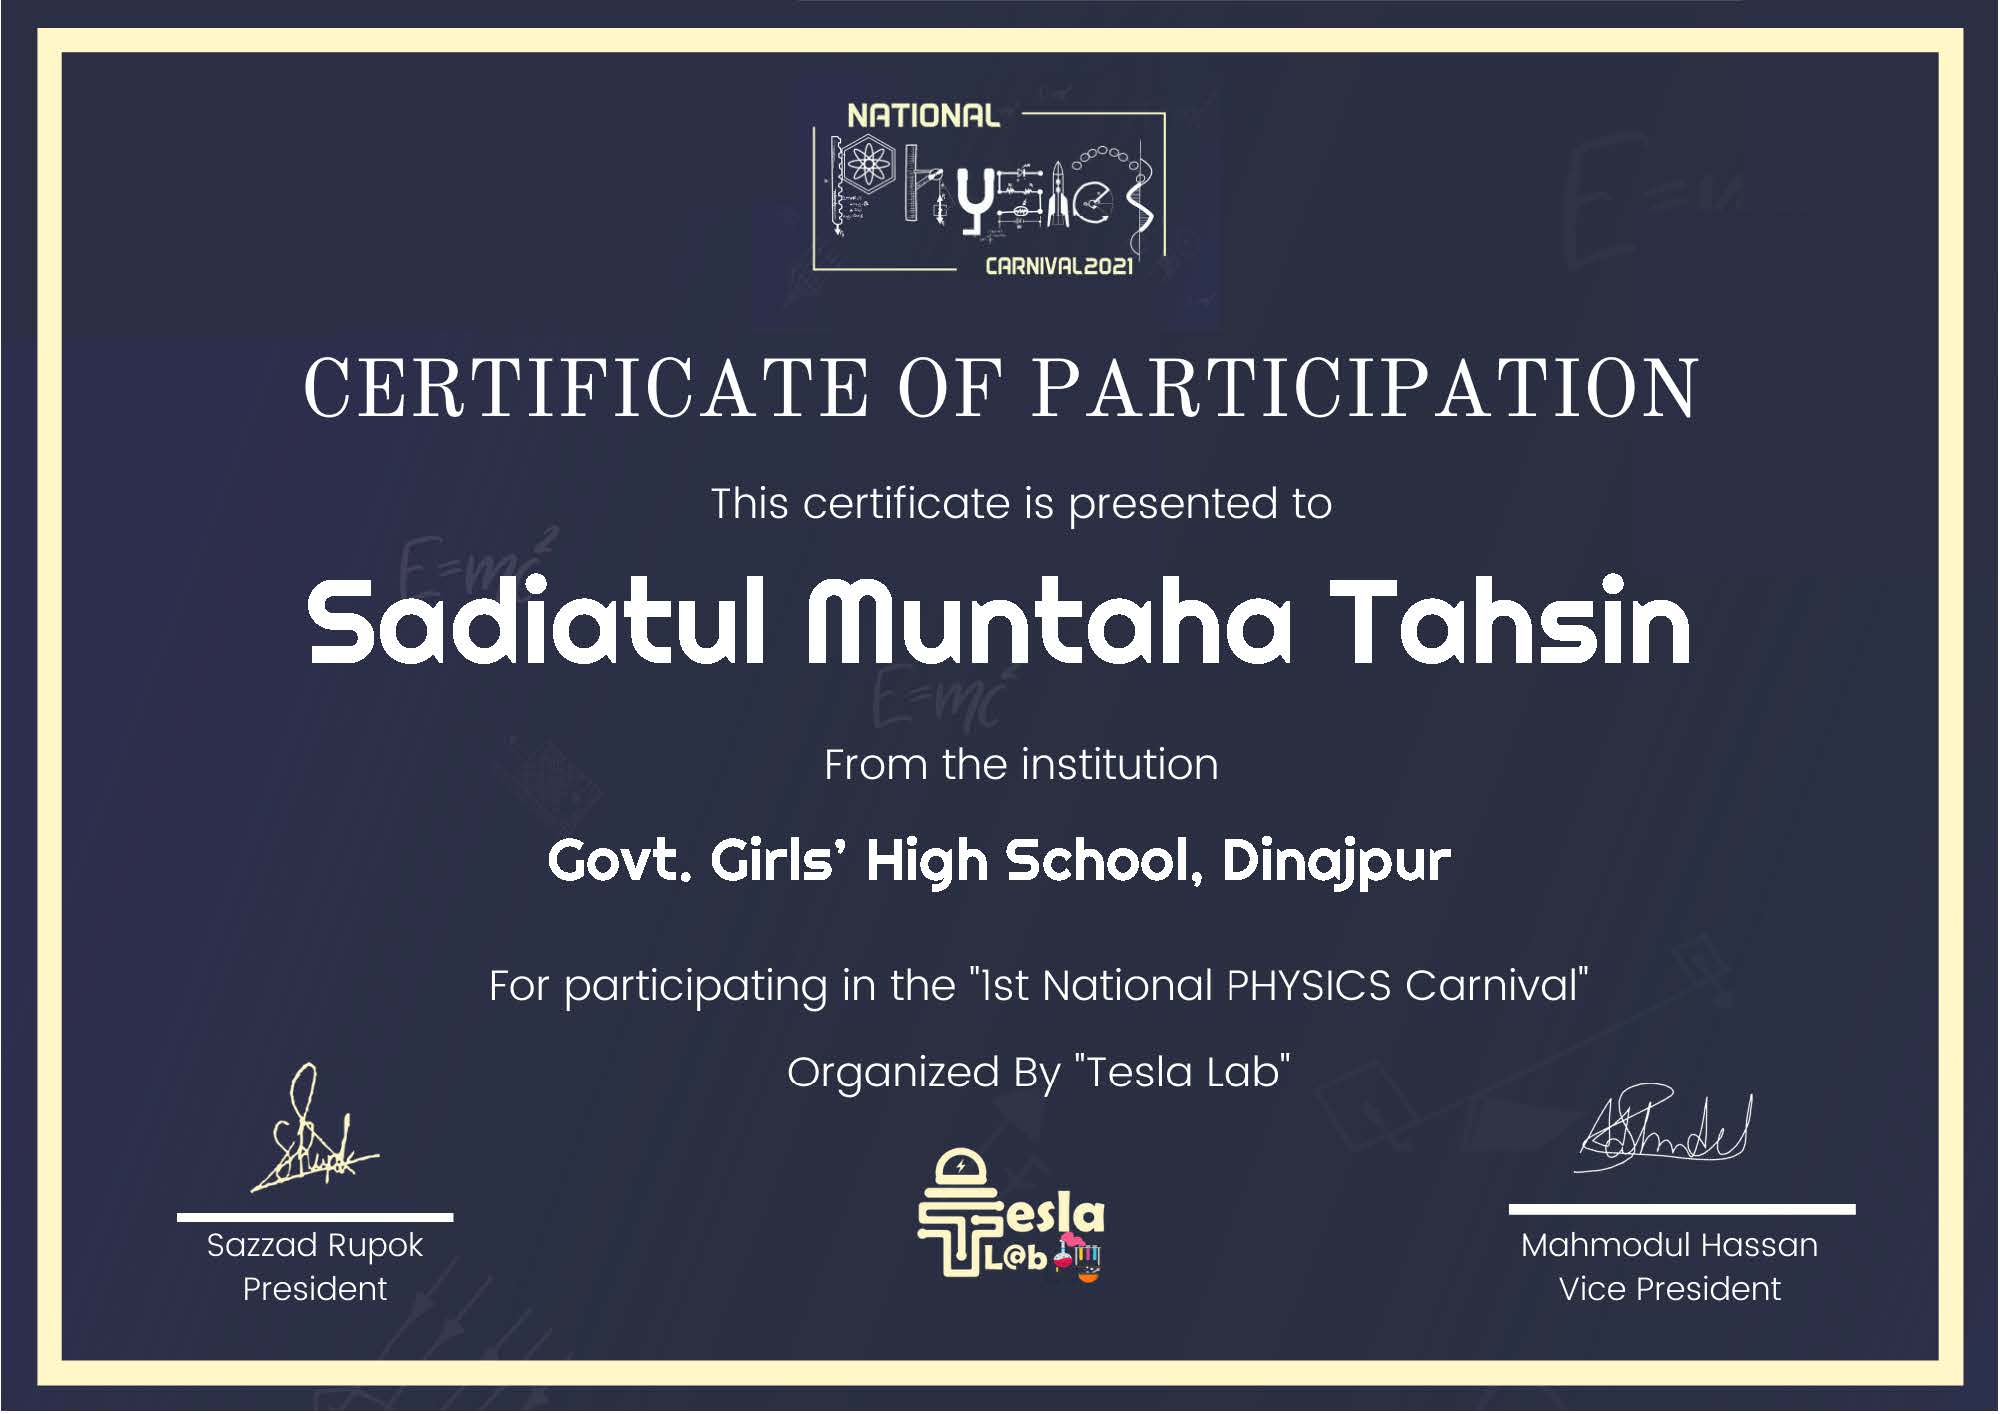 NATIONAL
Physics
CARNIVAL2021
CERTIFICATE OF PARTICIPATION
This certificate is presented to
E=mc²
Sadiatul Muntaha Tahsin
E=mc²
From the institution
Govt. Girls’ High School, Dinajpur
For participating in the "1st National PHYSICS Carnival"
Organized By "Tesla Lab"
Tesla
L@b
Sazzad Rupok
President
Mahmodul Hassan
Vice President